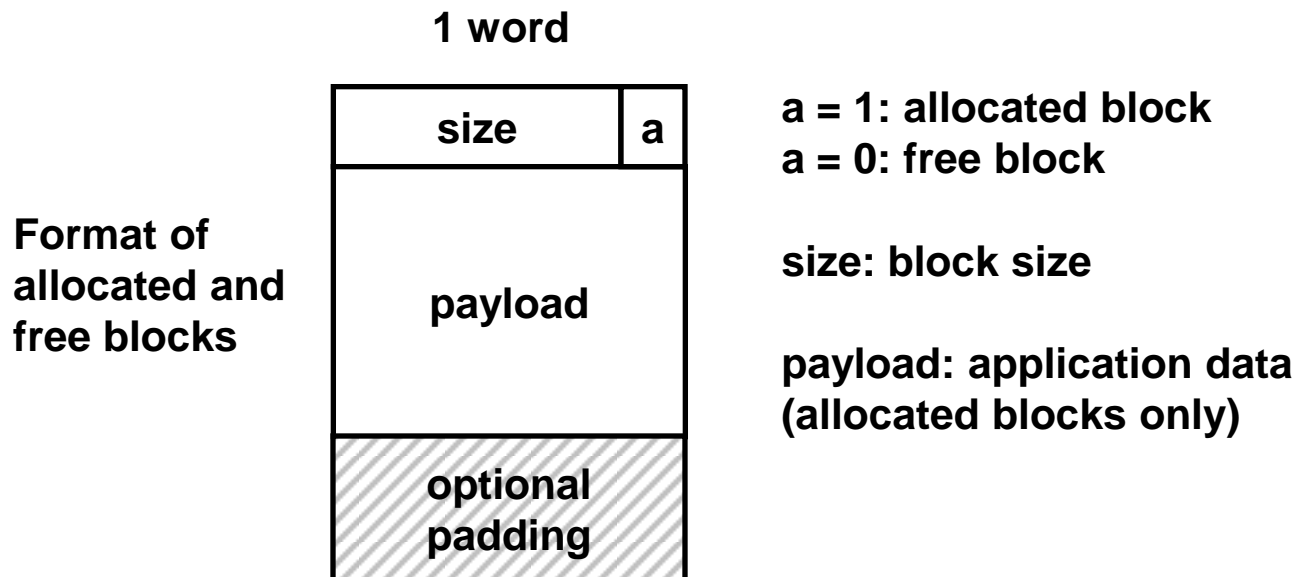 1 word
size
a
a = 1: allocated block
a = 0: free block
Format of
allocated and
free blocks
payload
size: block size
payload: application data
(allocated blocks only)
optional
padding